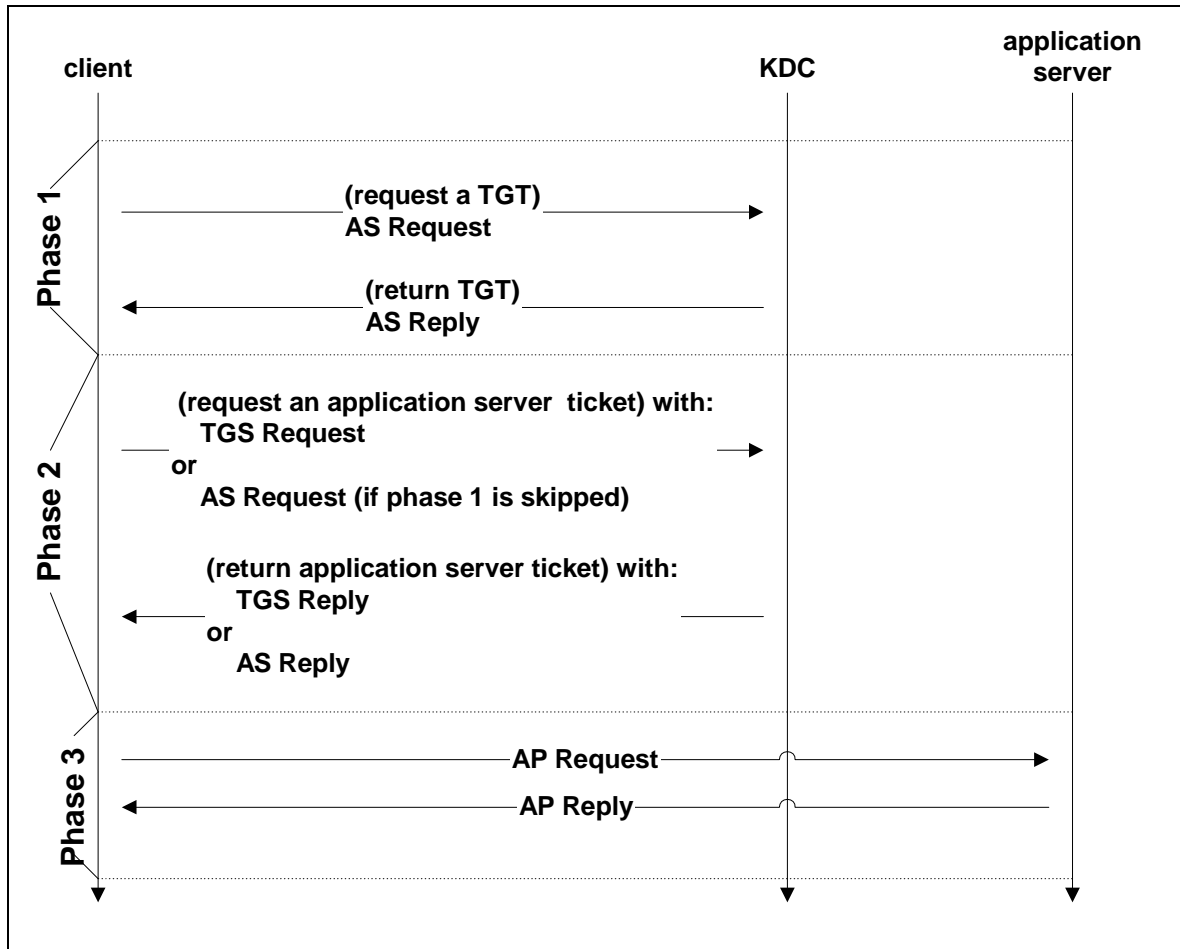 client
KDC
application
server
Phase 1
(request a TGT)
AS Request
(return TGT)
AS Reply
Phase 2
(request an application server  ticket) with:
TGS Request
or
AS Request (if phase 1 is skipped)
(return application server ticket) with:
TGS Reply
or
AS Reply
Phase 3
AP Request
AP Reply